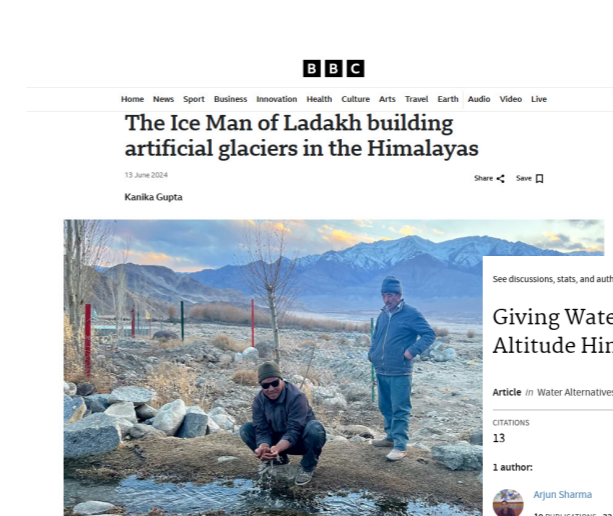 BBC
Home News Sport Business Innovation Health Culture Arts Travel Earth Audio Video Live
The Ice Man of Ladakh building
artificial glaciers in the Himalayas
13 June 2024
Share Save
Kanika Gupta
See discussions, stats, and auth
Giving Wate
Altitude Hir
Article in Water Alternatives
CITATIONS
13
1 author:
Arjun Sharma